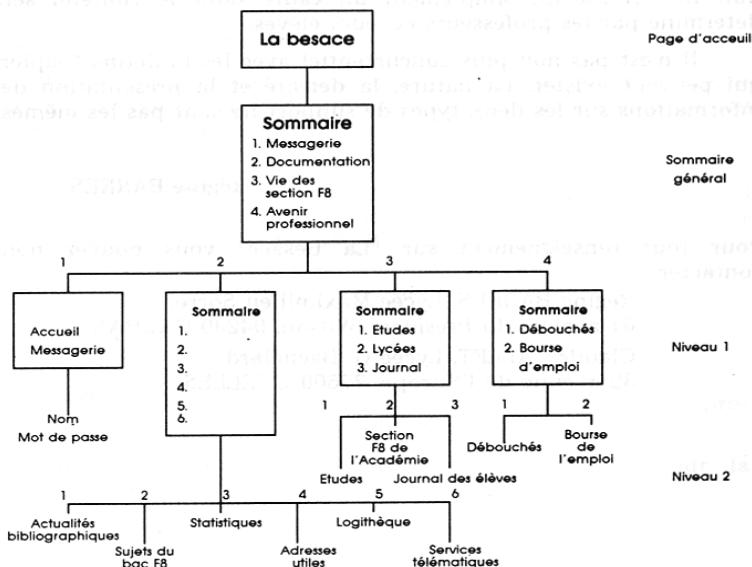 La besace
Page d'acceuil
Sommaire
1. Messagerie
2. Documentation
3. Vie des
section F8
4. Avenir
professionnel
Sommaire
général
1 2 3 4
Accueil
Messagerie
Sommaire
1.
2.
3.
4.
5.
6.
Sommaire
1. Etudes
2. Lycées
3. Journal
Sommaire
1. Débouchés
2. Bourse
d'emploi
Niveau 1
Nom
Mot de passe
1 2 3
Section
F8 de
l'Académie
Etudes Journal des élèves
1 2
Débouchés
Bourse
de
l'emploi
Niveau 2
1 2 3 4 5 6
Actualités
bibliographiques
Sujets du
bac F8
Statistiques
Adresses
utiles
Logithèque
Services
télématiques